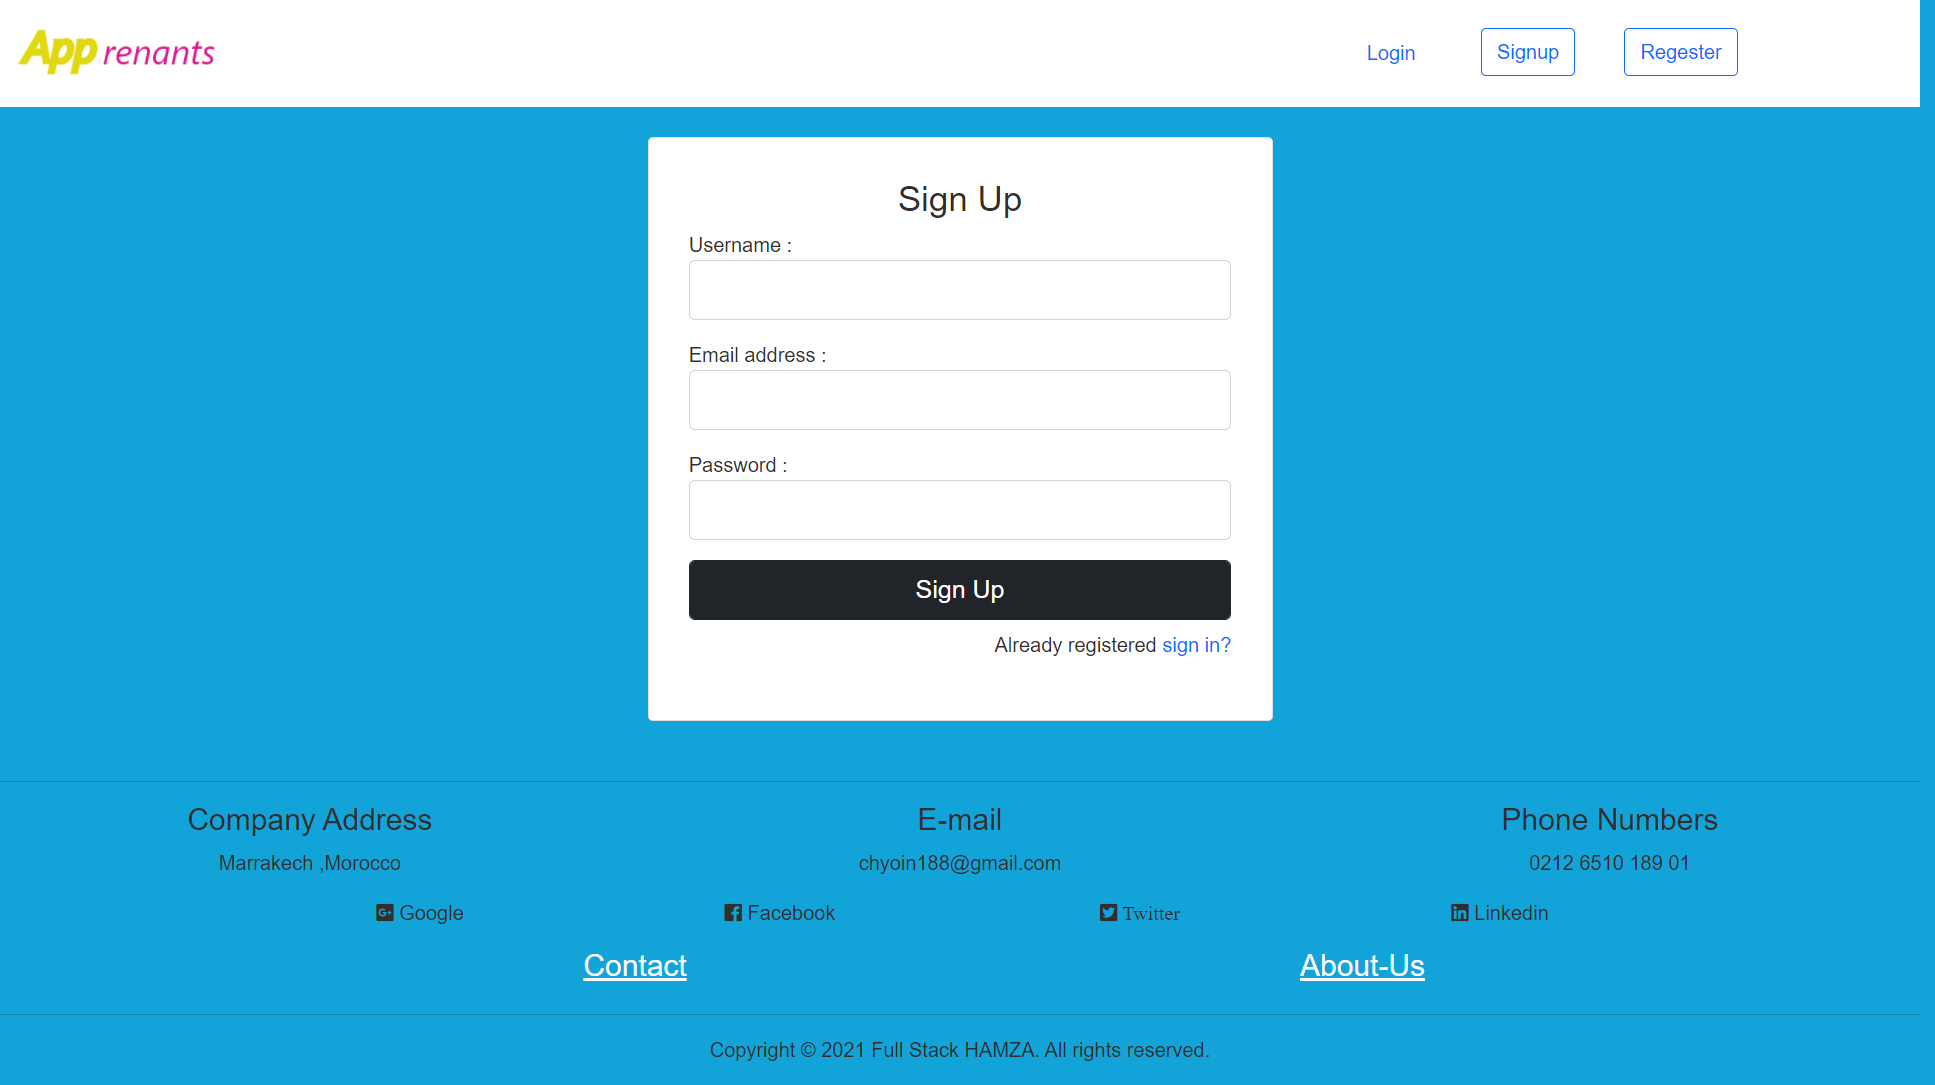 App renants
Login
Signup
Regester
Sign Up
Username :
Email address :
Password :
Sign Up
Already registered sign in?
Company Address
E-mail
Phone Numbers
Marrakech ,Morocco
chyoin188@gmail.com
0212 6510 189 01
Google
Facebook
Twitter
Linkedin
Contact
About-Us
Copyright © 2021 Full Stack HAMZA. All rights reserved.